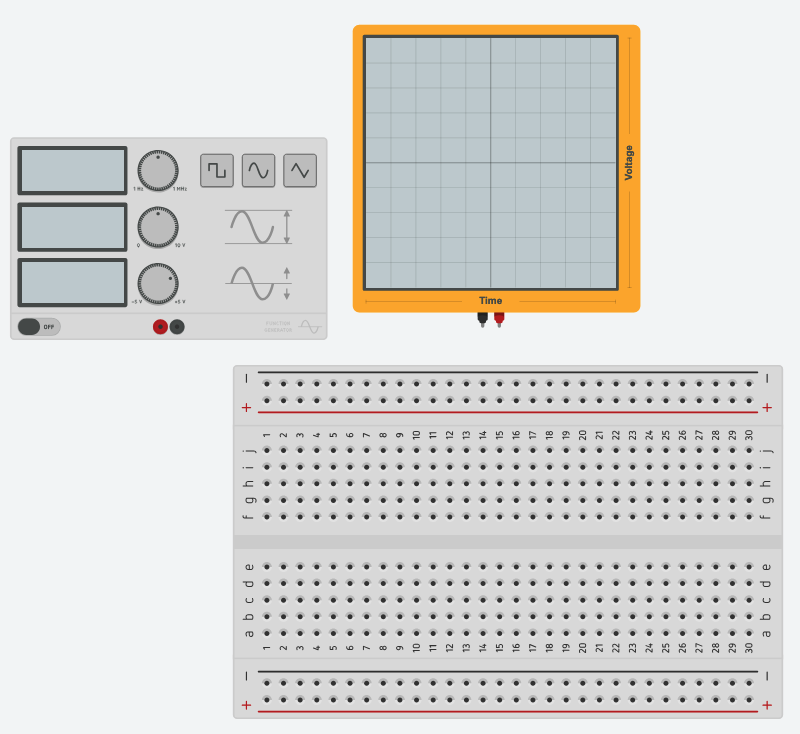 Voltage
1 Hz 1 MHz
0 10 V
-5 V +5 V
OFF
FUNCTION
GENERATOR
Time
− −
+ +
1 2 3 4 5 6 7 8 9 10 11 12 13 14 15 16 17 18 19 20 21 22 23 24 25 26 27 28 29 30
j j
i i
h h
g g
f f
e e
d d
c c
b b
a a
1 2 3 4 5 6 7 8 9 10 11 12 13 14 15 16 17 18 19 20 21 22 23 24 25 26 27 28 29 30
− −
+ +